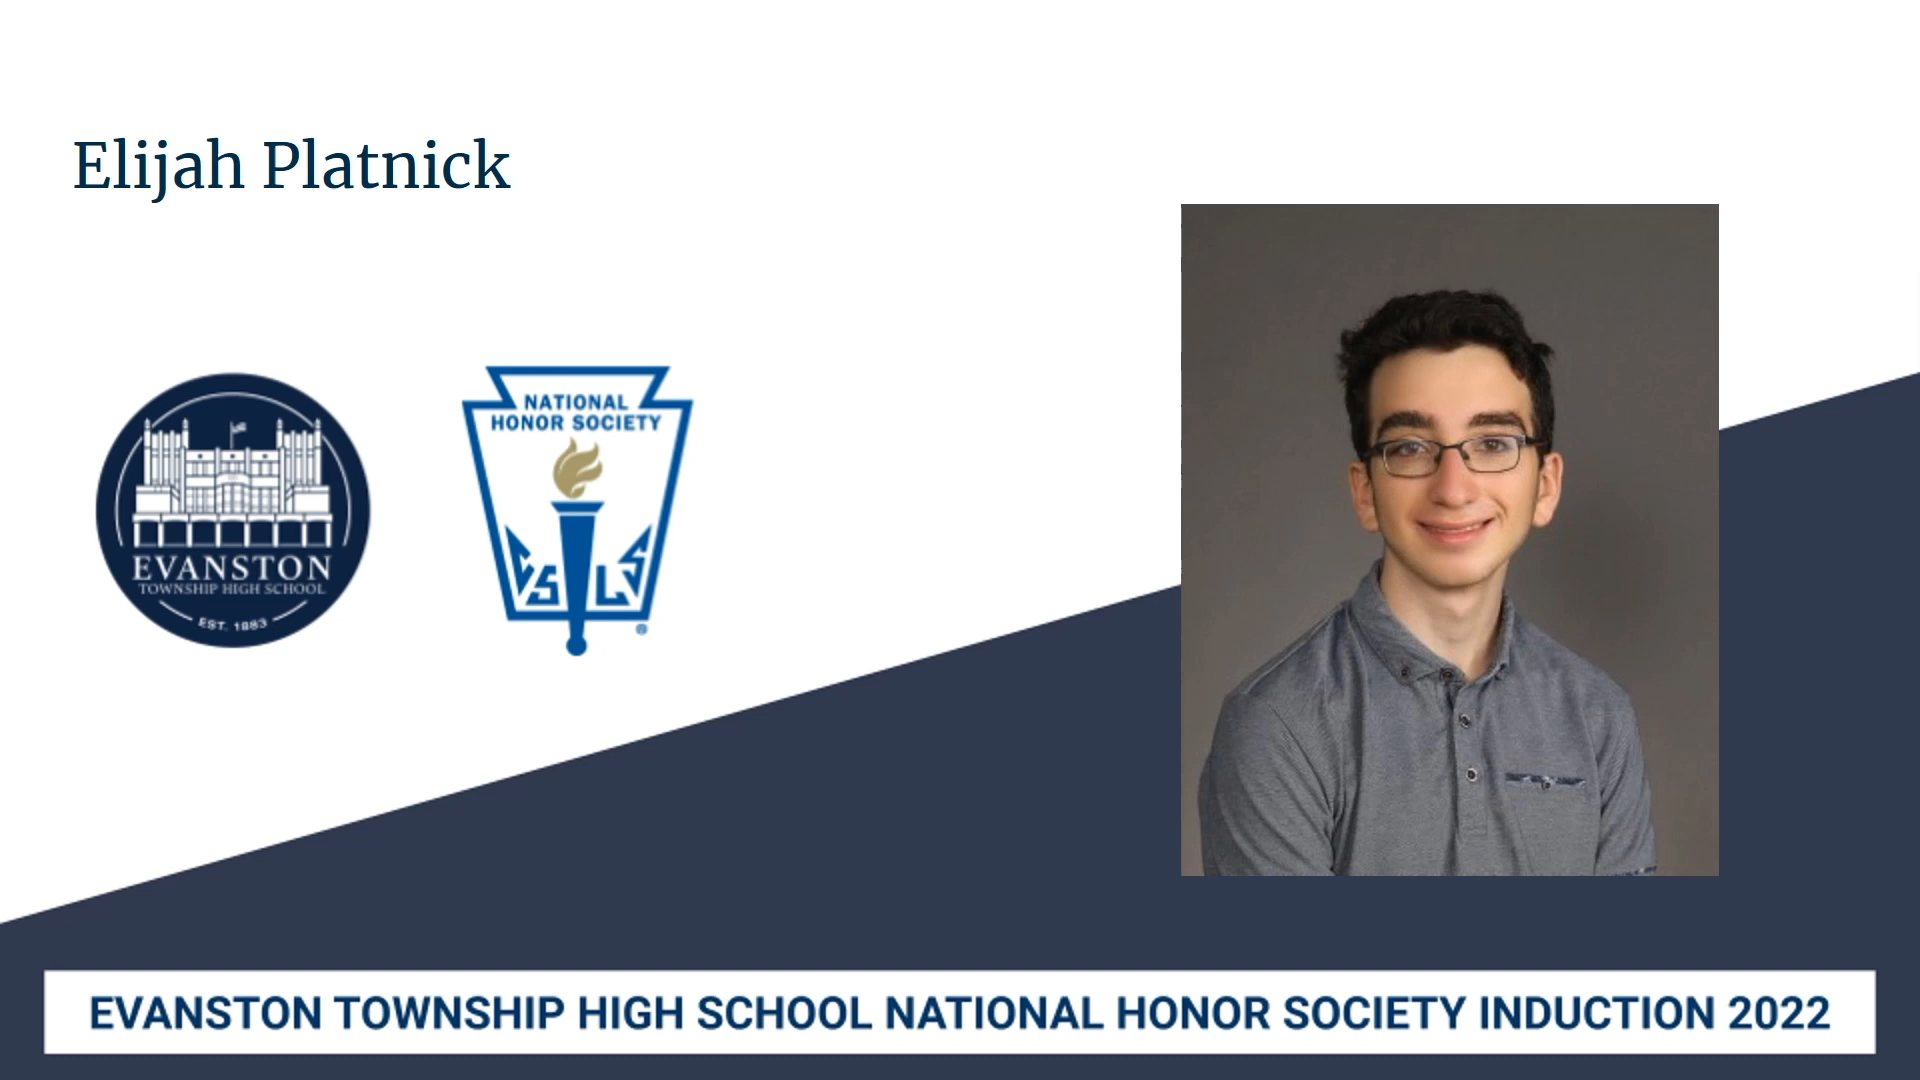 Elijah Platnick
EVANSTON
TOWNSHIP HIGH SCHOOL
EST. 1883
NATIONAL
HONOR SOCIETY
C S L S
®
EVANSTON TOWNSHIP HIGH SCHOOL NATIONAL HONOR SOCIETY INDUCTION 2022